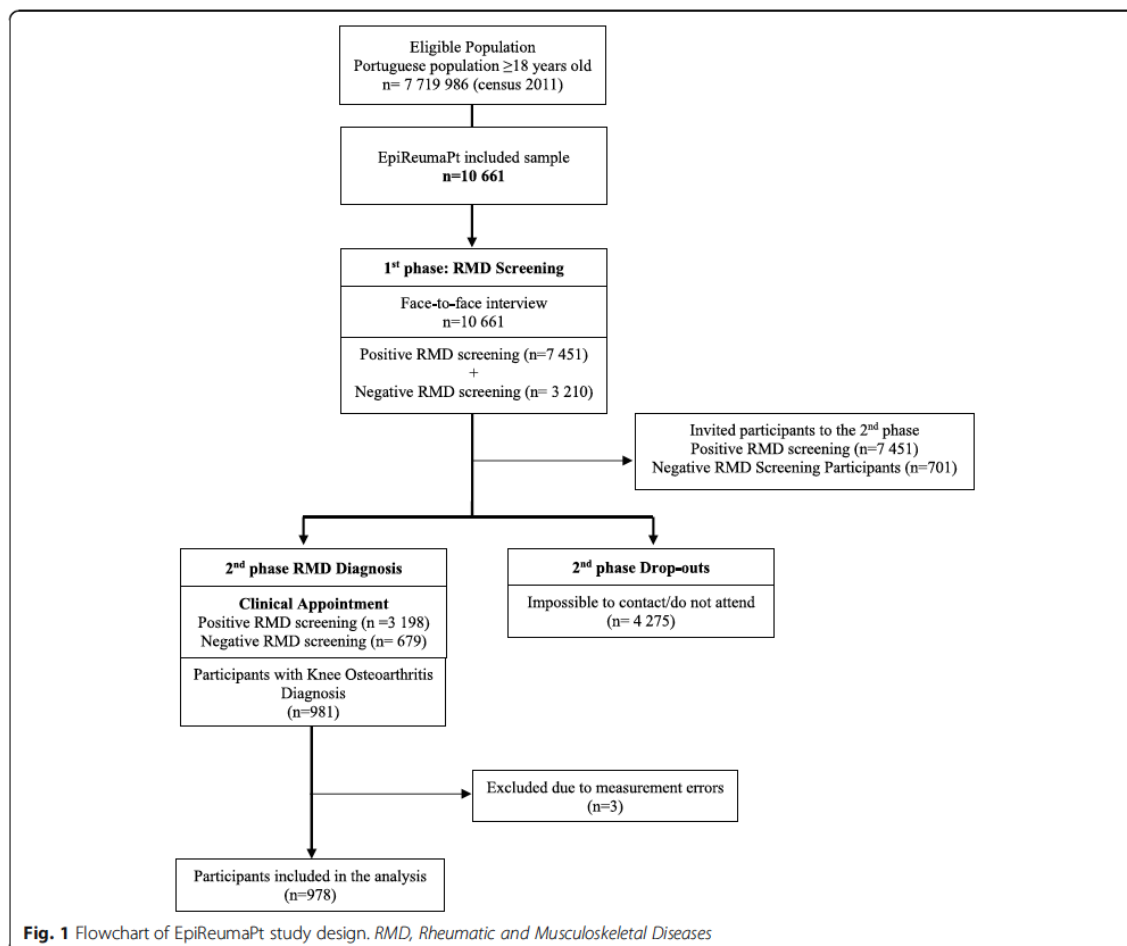 Eligible Population
Portuguese population ≥18 years old
n= 7 719 986 (census 2011)
EpiReumaPt included sample
n=10 661
1st phase: RMD Screening
Face-to-face interview
n=10 661
Positive RMD screening (n=7 451)
+
Negative RMD screening (n= 3 210)
Invited participants to the 2nd phase
Positive RMD screening (n=7 451)
Negative RMD Screening Participants (n=701)
2nd phase RMD Diagnosis
Clinical Appointment
Positive RMD screening (n =3 198)
Negative RMD screening (n= 679)
Participants with Knee Osteoarthritis
Diagnosis
(n=981)
2nd phase Drop-outs
Impossible to contact/do not attend
(n= 4 275)
Excluded due to measurement errors
(n=3)
Participants included in the analysis
(n=978)
Fig. 1 Flowchart of EpiReumaPt study design. RMD, Rheumatic and Musculoskeletal Diseases